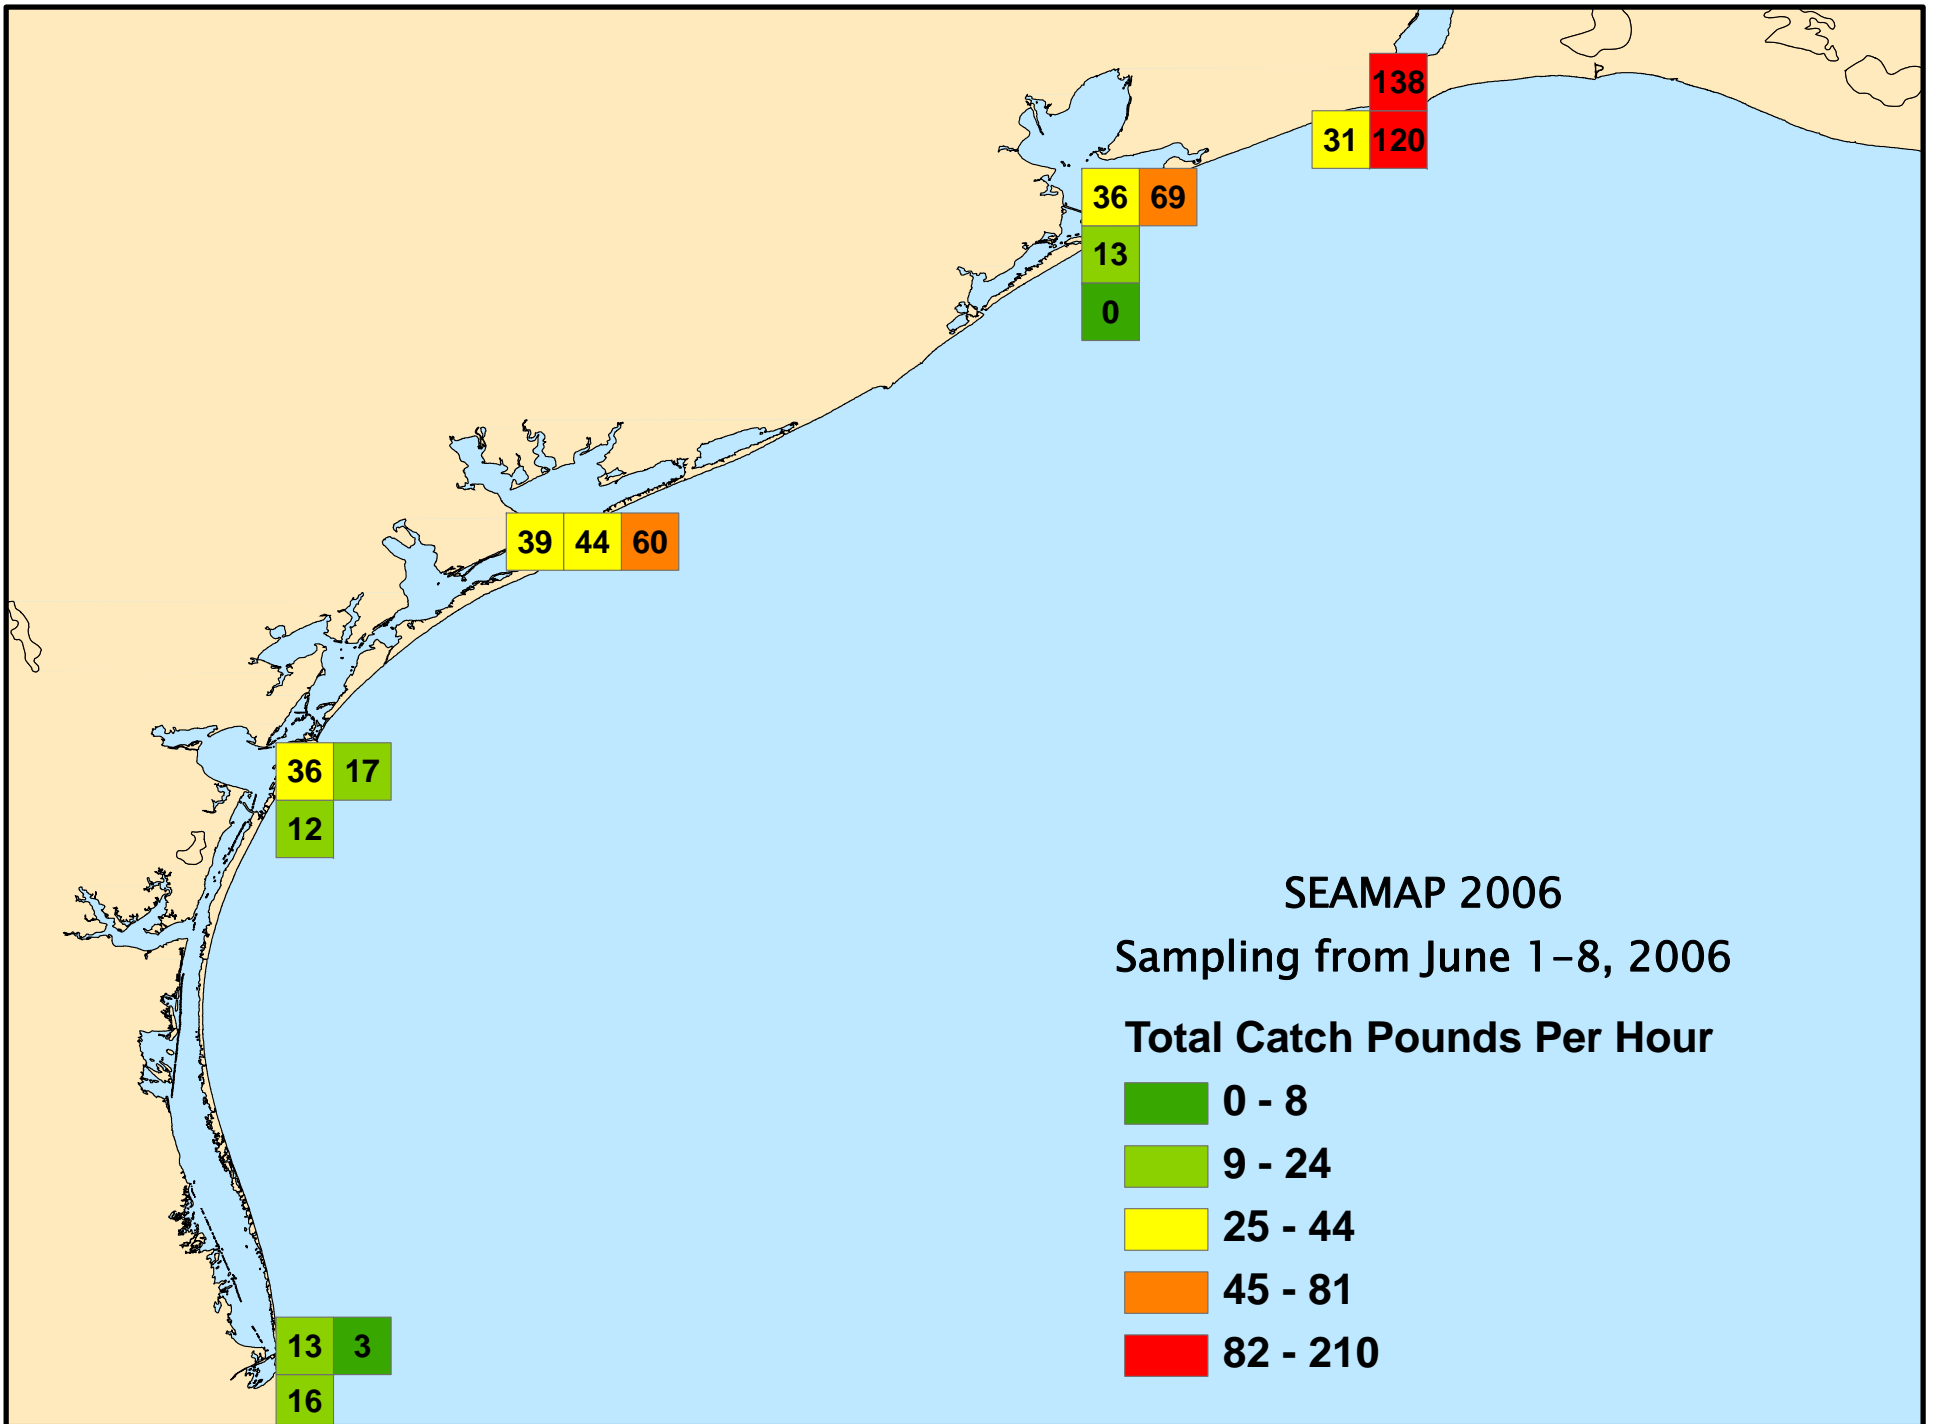 138
31 120
36 69
13
0
39 44 60
36 17
12
SEAMAP 2006
Sampling from June 1-8, 2006
Total Catch Pounds Per Hour
0 - 8
9 - 24
25 - 44
45 - 81
82 - 210
13 3
16